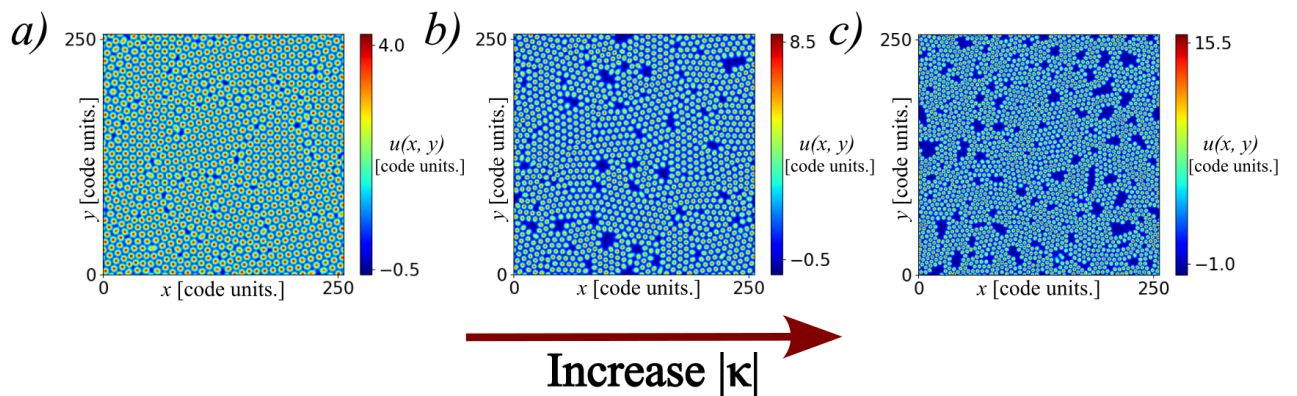 a)
250
y [code units.]
0
0
x [code units.]
250
4.0
u(x, y)
[code units.]
−0.5
b)
250
y [code units.]
0
0
x [code units.]
250
8.5
u(x, y)
[code units.]
−0.5
c)
250
y [code units.]
0
0
x [code units.]
250
15.5
u(x, y)
[code units.]
−1.0
Increase |κ|